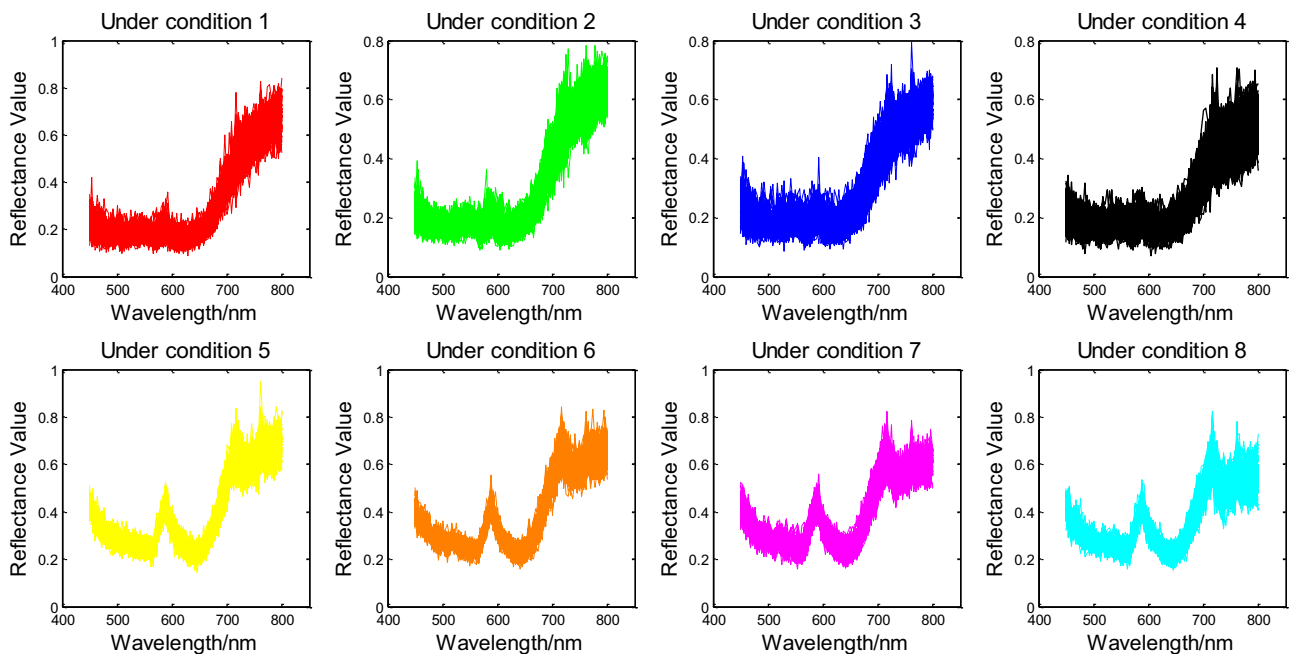 Under condition 1
Under condition 2
Under condition 3
Under condition 4
Reflectance Value
1
0.8
0.6
0.4
0.2
0
400 500 600 700 800
Wavelength/nm
Reflectance Value
0.8
0.6
0.4
0.2
0
400 500 600 700 800
Wavelength/nm
Reflectance Value
0.8
0.6
0.4
0.2
0
400 500 600 700 800
Wavelength/nm
Reflectance Value
0.8
0.6
0.4
0.2
0
400 500 600 700 800
Wavelength/nm
Under condition 5
Under condition 6
Under condition 7
Under condition 8
Reflectance Value
1
0.8
0.6
0.4
0.2
0
400 500 600 700 800
Wavelength/nm
Reflectance Value
1
0.8
0.6
0.4
0.2
0
400 500 600 700 800
Wavelength/nm
Reflectance Value
1
0.8
0.6
0.4
0.2
0
400 500 600 700 800
Wavelength/nm
Reflectance Value
1
0.8
0.6
0.4
0.2
0
400 500 600 700 800
Wavelength/nm